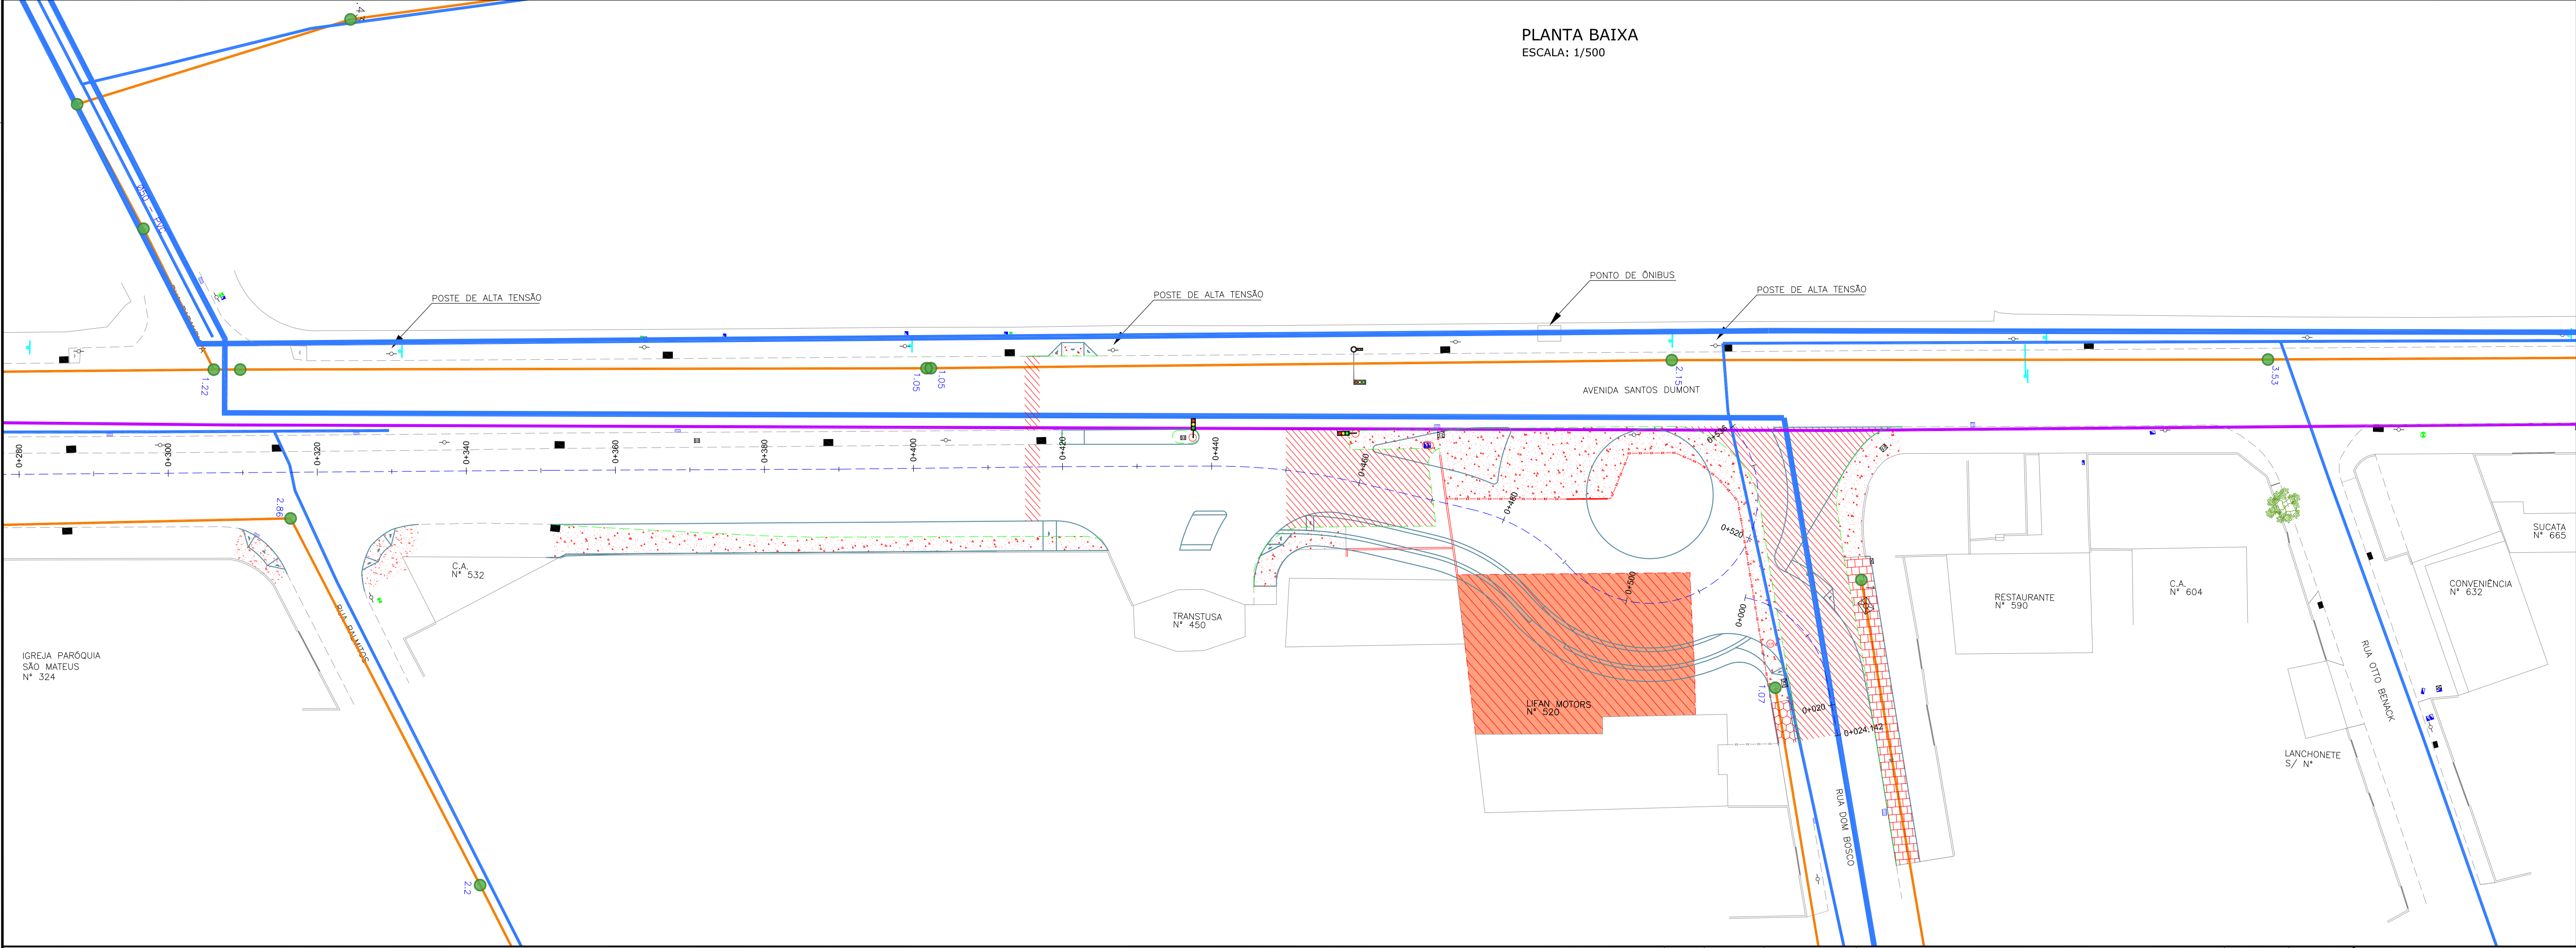 PLANTA BAIXA
ESCALA: 1/500
POSTE DE ALTA TENSÃO
POSTE DE ALTA TENSÃO
PONTO DE ÔNIBUS
POSTE DE ALTA TENSÃO
1.22
1.05
1.05
2.15
3.53
AVENIDA SANTOS DUMONT
0+280
0+300
0+320
0+340
0+360
0+380
0+400
0+420
0+440
0+460
0+480
0+500
0+520
0+536
0+000
0+020
0+024,142
2.86
C.A.
N° 532
RUA PALMITOS
IGREJA PARÓQUIA
SÃO MATEUS
N° 324
2.2
TRANSTUSA
N° 450
LIFAN MOTORS
N° 520
1.07
RUA DOM BOSCO
RESTAURANTE
N° 590
C.A.
N° 604
RUA OTTO BENACK
LANCHONETE
S/ N°
CONVENIÊNCIA
N° 632
SUCATA
N° 665